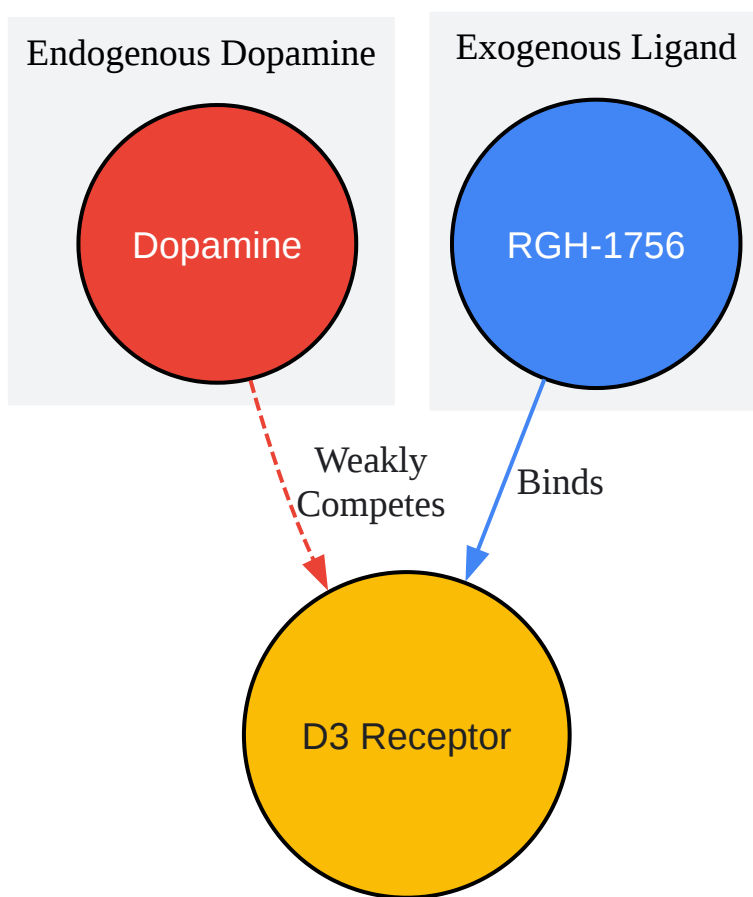 Endogenous Dopamine
Exogenous Ligand
Dopamine
RGH-1756
Weakly
Competes
Binds
D3 Receptor